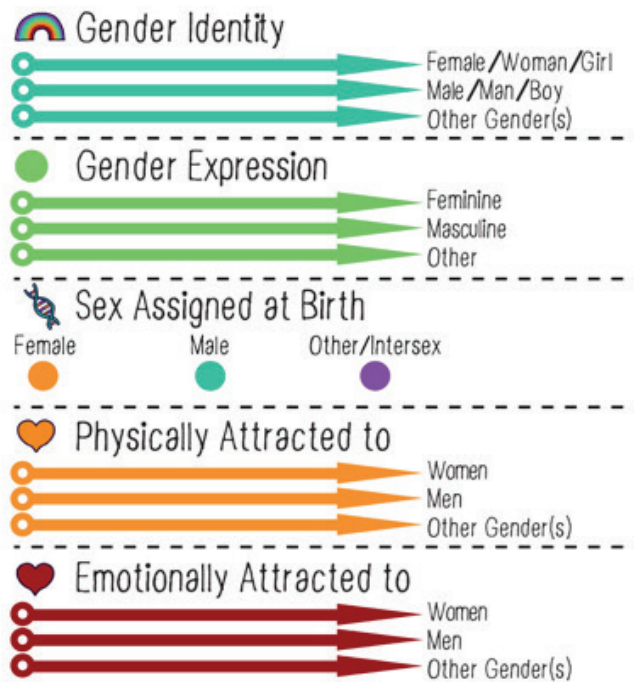 Gender Identity
Female/Woman/Girl
Male/Man/Boy
Other Gender(s)
Gender Expression
Feminine
Masculine
Other
Sex Assigned at Birth
Female Male Other/Intersex
Physically Attracted to
Women
Men
Other Gender(s)
Emotionally Attracted to
Women
Men
Other Gender(s)